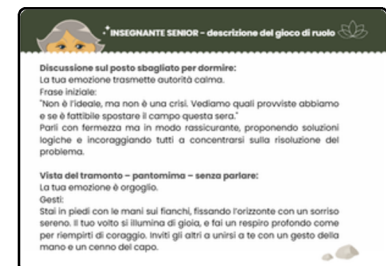 INSEGNANTE SENIOR – descrizione del gioco di ruolo
Discussione sul posto sbagliato per dormire:
La tua emozione trasmette autorità calma.
Frase iniziale:
"Non è l'ideale, ma non è una crisi. Vediamo quali provviste abbiamo
e se è fattibile spostare il campo questa sera."
Parli con fermezza ma in modo rassicurante, proponendo soluzioni
logiche e incoraggiando tutti a concentrarsi sulla risoluzione del
problema.
Vista del tramonto – pantomima – senza parlare:
La tua emozione è orgoglio.
Gesti:
Stai in piedi con le mani sui fianchi, fissando l'orizzonte con un sorriso
sereno. Il tuo volto si illumina di gioia, e fai un respiro profondo come
per riempirti di coraggio. Inviti gli altri a unirsi a te con un gesto della
mano e un cenno del capo.